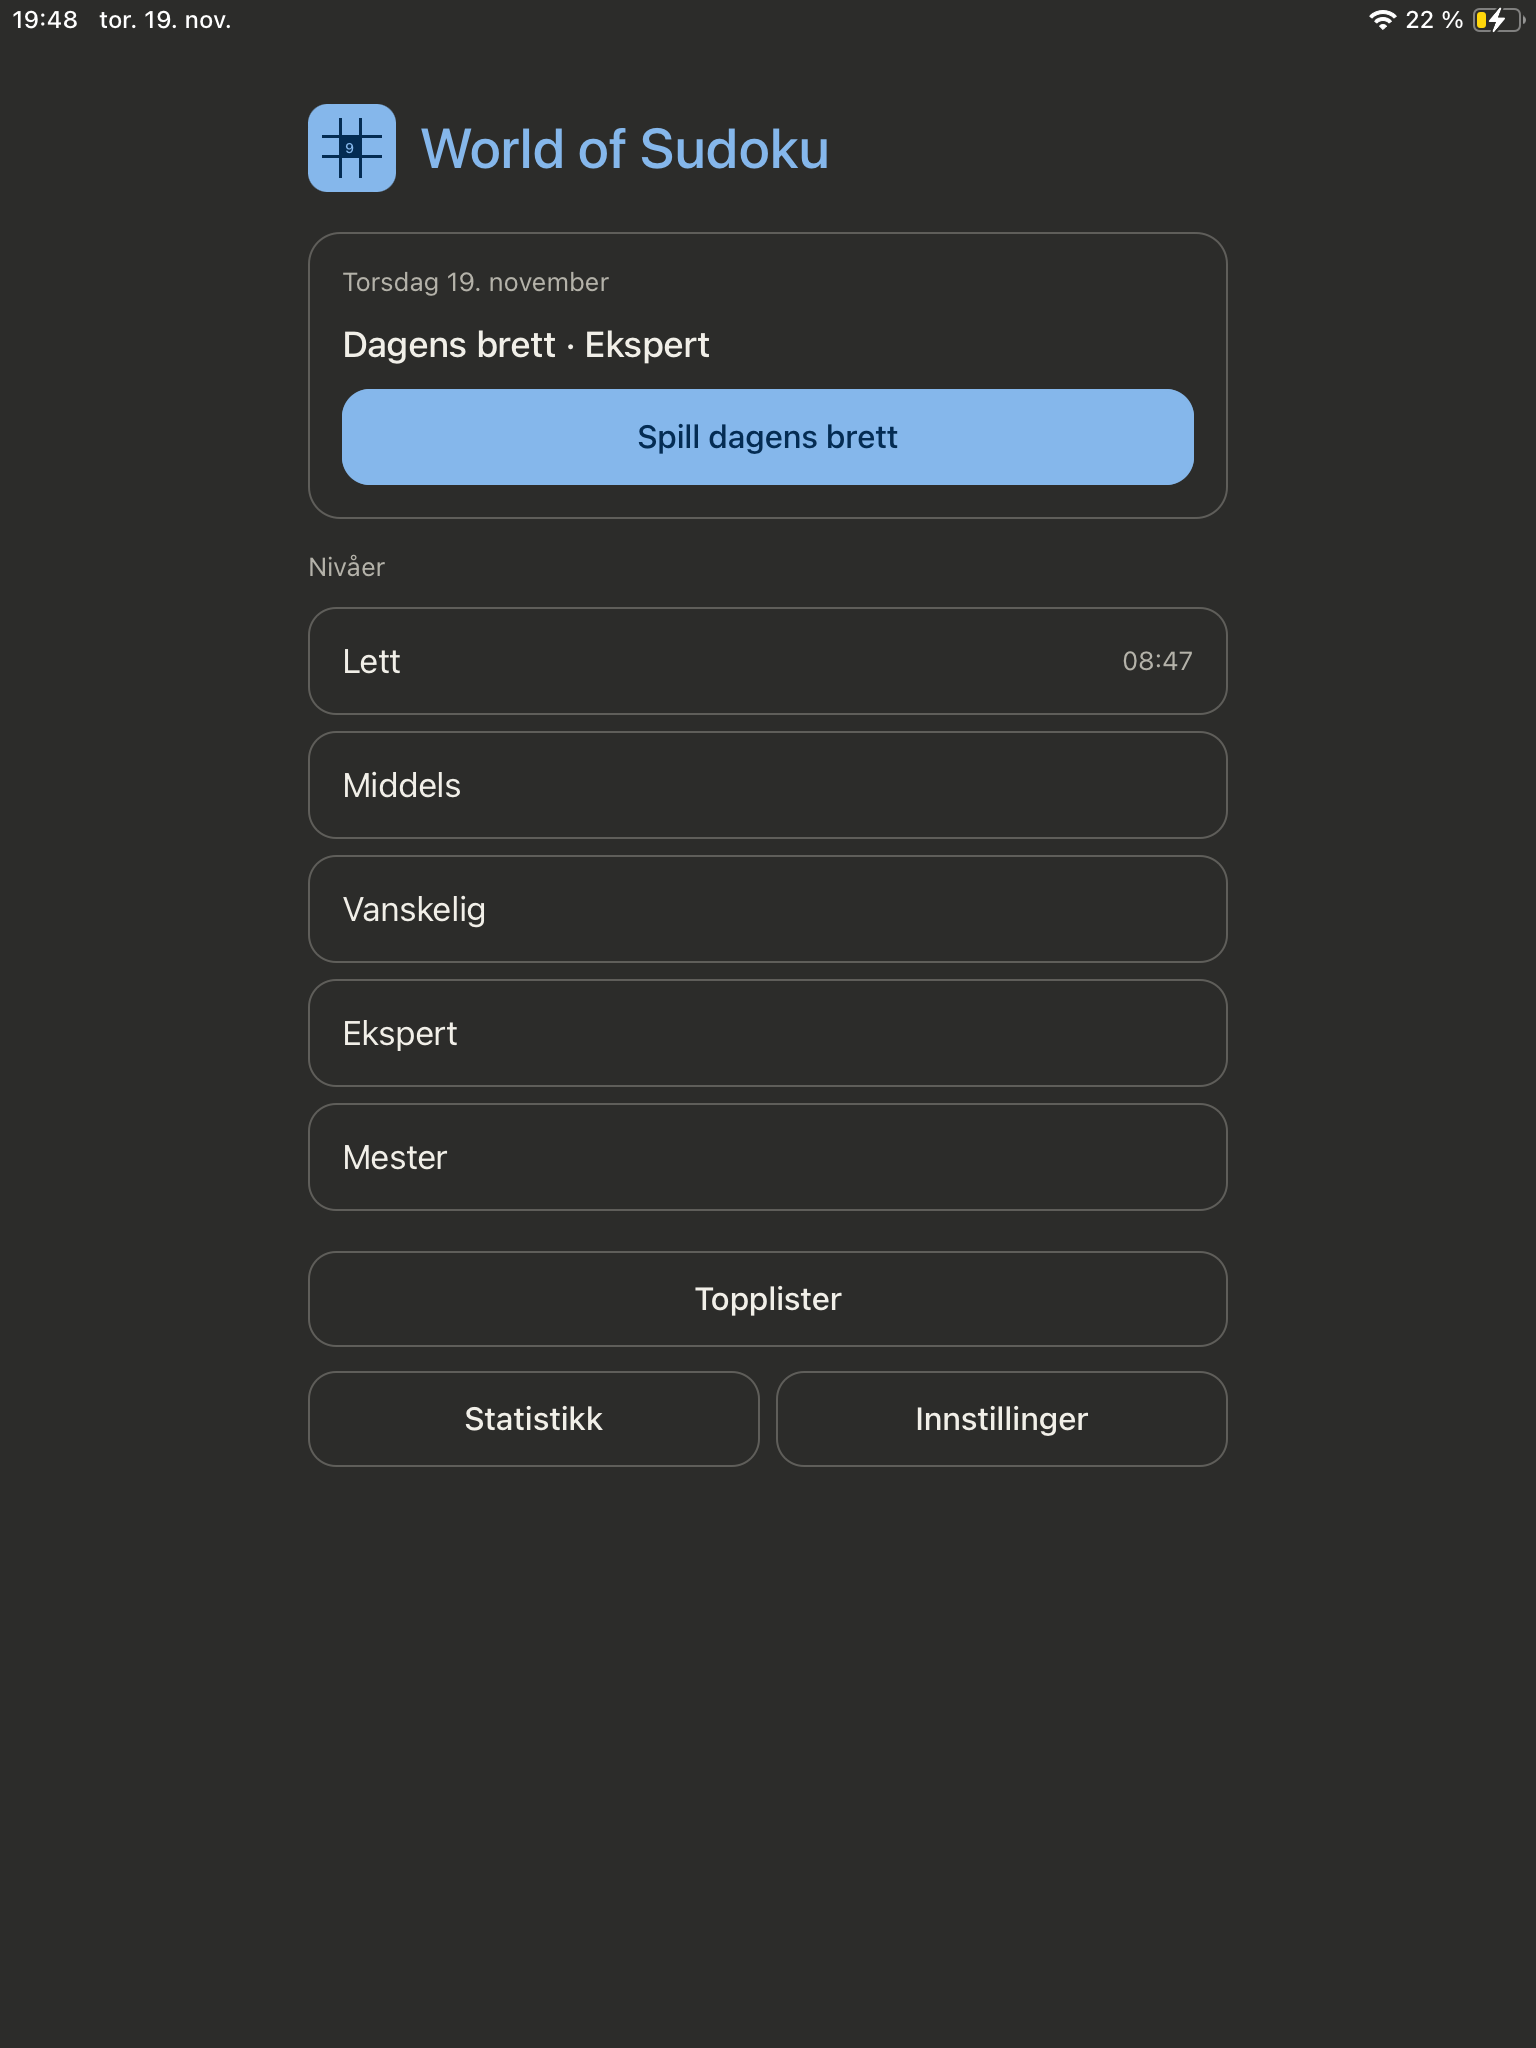 19:48 tor. 19. nov. 22 %
9
World of Sudoku
Torsdag 19. november
Dagens brett · Ekspert
Spill dagens brett
Nivåer
Lett 08:47
Middels
Vanskelig
Ekspert
Mester
Topplister
Statistikk Innstillinger